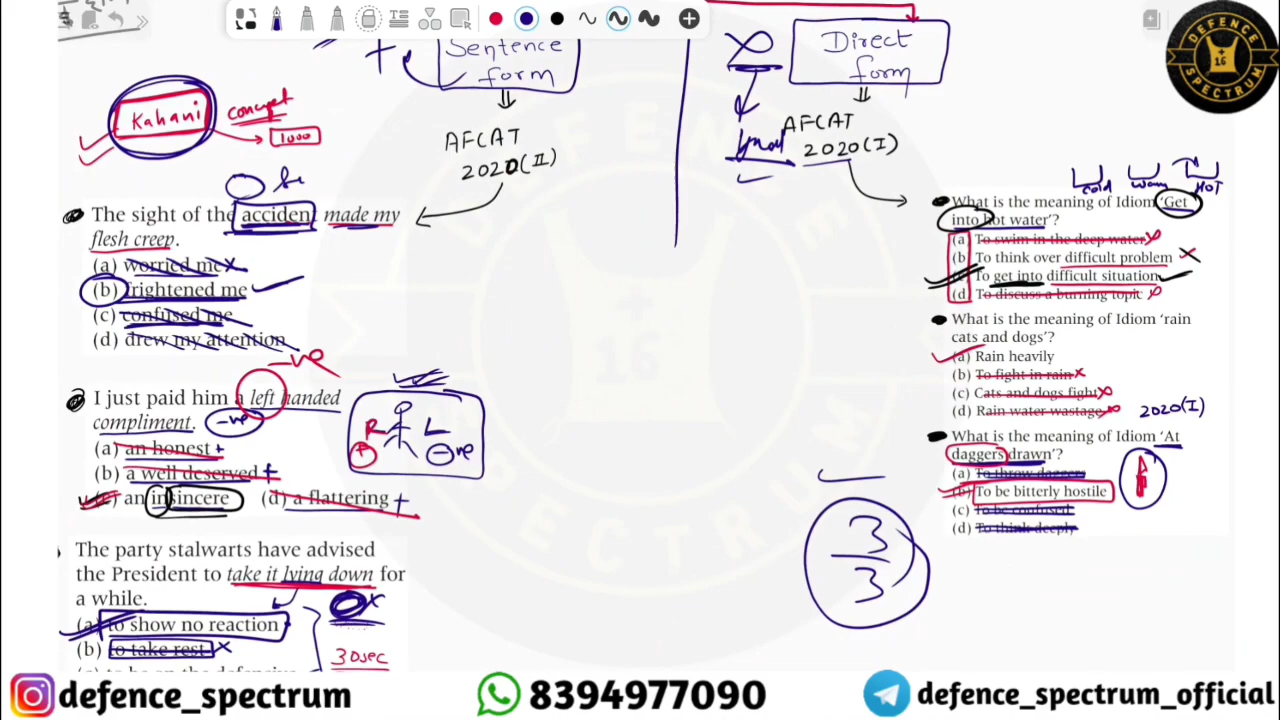 Sentence
form
Direct
form
Kahani
concept
1000
AFCAT
2020(II)
AFCAT
2020(I)
DEFENCE
+
16
SPECTRUM
cold
warm
HOT
The sight of the accident made my
flesh creep.
(a) worried me
(b) frightened me
(c) confused me
(d) drew my attention
-ve
I just paid him a left handed
compliment. -ve
(a) an honest +
(b) a well deserved +
an insincere (d) a flattering +
R L
+ -ve
The party stalwarts have advised
the President to take it lying down for
a while.
(a) to show no reaction
(b) to take rest x
30sec
What is the meaning of Idiom 'Get
into hot water'?
(a) To swim in the deep water
(b) To think over difficult problem
To get into difficult situation
(d) To discuss a burning topic
What is the meaning of Idiom 'rain
cats and dogs'?
(a) Rain heavily
(b) To fight in rain
(c) Cats and dogs fight
(d) Rain water wastage
2020(I)
What is the meaning of Idiom 'At
daggers drawn'?
(a) To throw daggers
(b) To be bitterly hostile
(c) To be confused
(d) To think deeply
3
3
defence_spectrum
8394977090
defence_spectrum_official